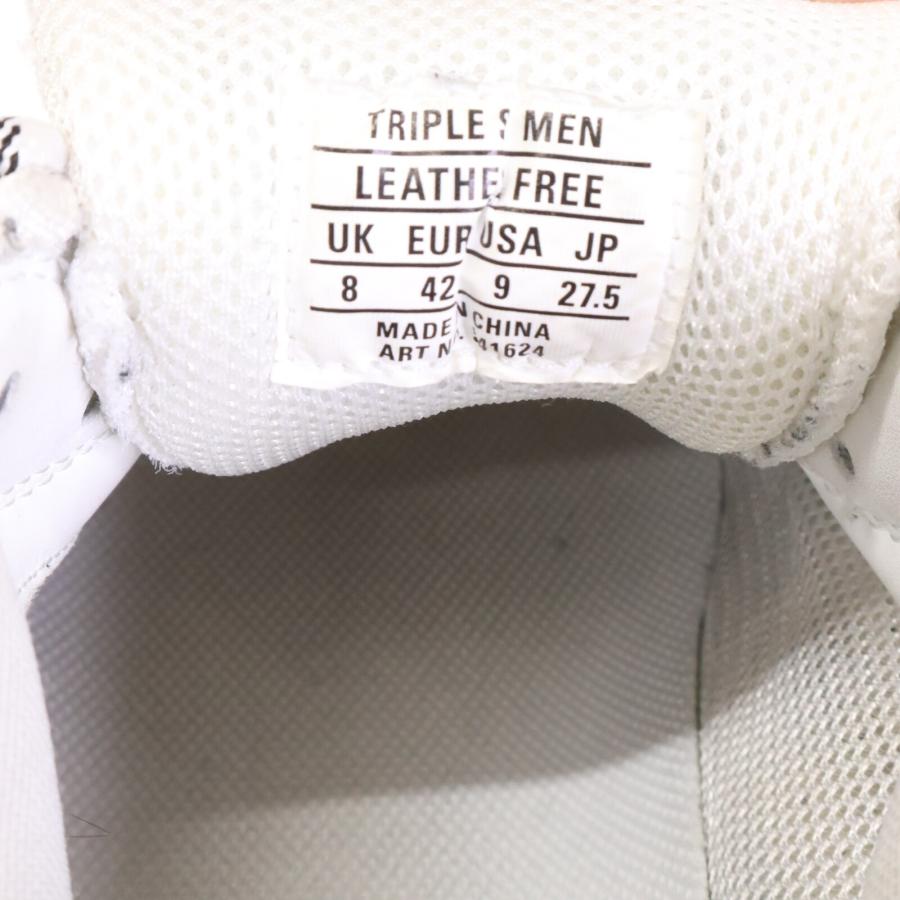 TRIPLE S MEN
LEATHE FREE
UK EUR USA JP
8 42 9 27.5
MADE CHINA
ART 41624